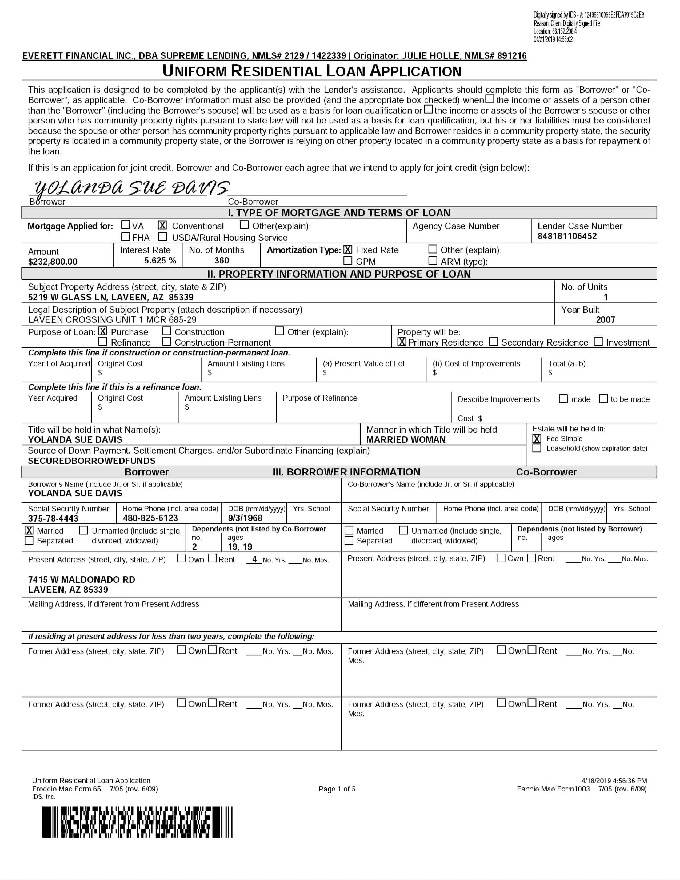 EVERETT FINANCIAL INC., DBA SUPREME LENDING, NMLS# 2129 / 1422339 | Originator: JULIE HOLLE, NMLS# 891216
UNIFORM RESIDENTIAL LOAN APPLICATION
This application is designed to be completed by the applicant(s) with the Lender's assistance. Applicants should complete this form as "Borrower" or "Co-
Borrower", as applicable. Co-Borrower information must also be provided (and the appropriate box checked) when ☐ the income or assets of a person other
than the "Borrower" (including the Borrower's spouse) will be used as a basis for loan qualification or ☐ the income or assets of the Borrower's spouse or other
person who has community property rights pursuant to state law will not be used as a basis for loan qualification, but his or her liabilities must be considered
because the spouse or other person has community property rights pursuant to applicable law and Borrower resides in a community property state, the security
property is located in a community property state, or the Borrower is relying on other property located in a community property state as a basis for repayment of
the loan.
If this is an application for joint credit, Borrower and Co-Borrower each agree that we intend to apply for joint credit (sign below):
YOLANDA SUE DAVIS
Borrower Co-Borrower
I. TYPE OF MORTGAGE AND TERMS OF LOAN
Mortgage Applied for: ☐ VA ☒ Conventional ☐ Other(explain): Agency Case Number Lender Case Number
☐ FHA ☐ USDA/Rural Housing Service 848181106452
Amount Interest Rate No. of Months Amortization Type: ☒ Fixed Rate ☐ Other (explain):
$232,800.00 5.625 % 360 ☐ GPM ☐ ARM (type):
II. PROPERTY INFORMATION AND PURPOSE OF LOAN
Subject Property Address (street, city, state & ZIP) No. of Units
5219 W GLASS LN, LAVEEN, AZ 85339 1
Legal Description of Subject Property (attach description if necessary) Year Built
LAVEEN CROSSING UNIT 1 MCR 685-29 2007
Purpose of Loan: ☒ Purchase ☐ Construction ☐ Other (explain): Property will be:
☐ Refinance ☐ Construction-Permanent ☒ Primary Residence ☐ Secondary Residence ☐ Investment
Complete this line if construction or construction-permanent loan.
Year Lot Acquired Original Cost Amount Existing Liens (a) Present Value of Lot (b) Cost of Improvements Total (a+b)
$ $ $ $ $
Complete this line if this is a refinance loan.
Year Acquired Original Cost Amount Existing Liens Purpose of Refinance Describe Improvements ☐ made ☐ to be made
$ $ Cost $
Title will be held in what Name(s): Manner in which Title will be held Estate will be held in:
YOLANDA SUE DAVIS MARRIED WOMAN ☒ Fee Simple
Source of Down Payment, Settlement Charges, and/or Subordinate Financing (explain) ☐ Leasehold (show expiration date)
SECUREDBORROWEDFUNDS
Borrower III. BORROWER INFORMATION Co-Borrower
Borrower's Name (include Jr. or Sr. if applicable) Co-Borrower's Name (include Jr. or Sr. if applicable)
YOLANDA SUE DAVIS
Social Security Number Home Phone (incl. area code) DOB (mm/dd/yyyy) Yrs. School Social Security Number Home Phone (incl. area code) DOB (mm/dd/yyyy) Yrs. School
375-78-4443 480-825-6123 9/3/1968
☒ Married ☐ Unmarried (include single, Dependents (not listed by Co Borrower ☐ Married ☐ Unmarried (include single, Dependents (not listed by Borrower)
☐ Separated divorced, widowed) no. ages ☐ Separated divorced, widowed) no. ages
2 19, 19
Present Address (street, city, state, ZIP) ☐ Own ☐ Rent 4 No. Yrs. __No. Mos. Present Address (street, city, state, ZIP) ☐ Own ☐ Rent ___No. Yrs. __No. Mos.
7415 W MALDONADO RD
LAVEEN, AZ 85339
Mailing Address, if different from Present Address Mailing Address, if different from Present Address
If residing at present address for less than two years, complete the following:
Former Address (street, city, state, ZIP) ☐ Own ☐ Rent ___No. Yrs. __No. Mos. Former Address (street, city, state, ZIP) ☐ Own ☐ Rent ___No. Yrs. __No.
Mos.
Former Address (street, city, state, ZIP) ☐ Own ☐ Rent ___No. Yrs. __No. Mos. Former Address (street, city, state, ZIP) ☐ Own ☐ Rent ___No. Yrs. __No.
Mos.
Uniform Residential Loan Application 4/18/2019 4:56:36 PM
Freddie Mac Form 65 7/05 (rev. 6/09) Page 1 of 5 Fannie Mae Form1003 7/05 (rev. 6/09)
IDS, Inc.